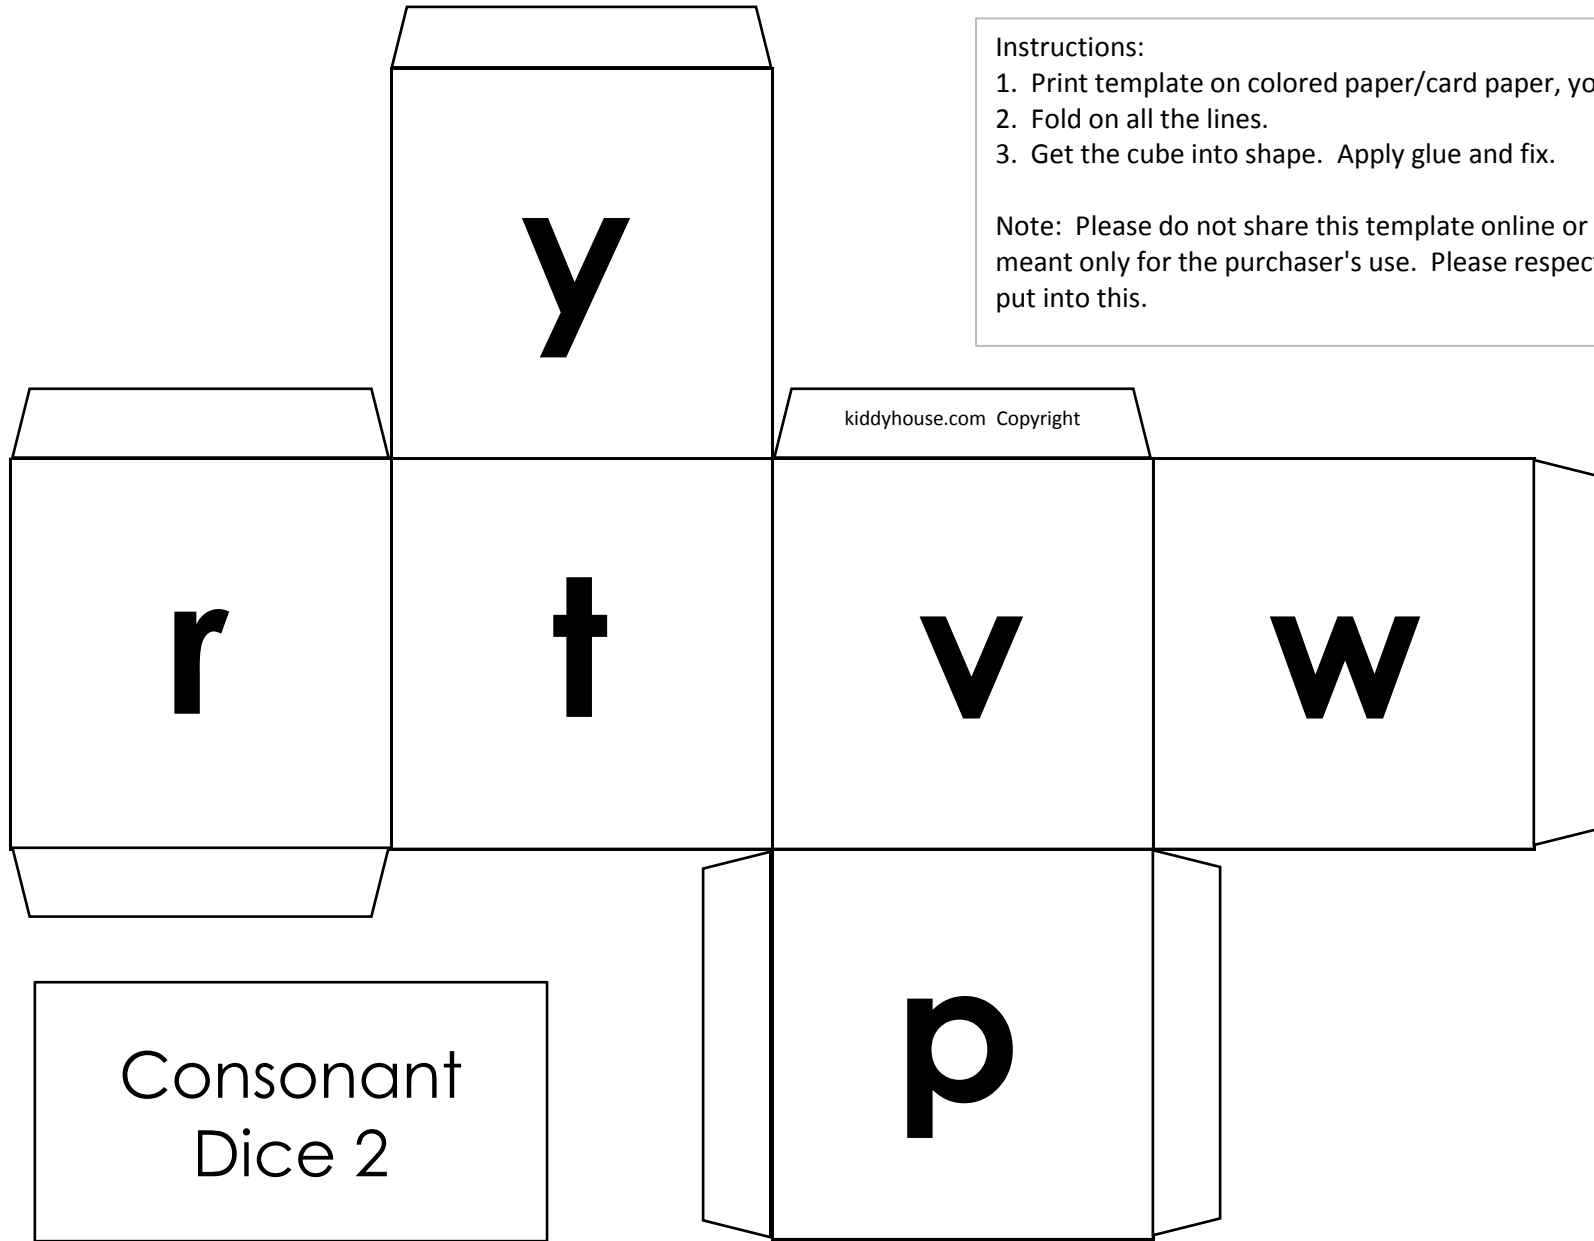 Instructions:
1. Print template on colored paper/card paper, yo
2. Fold on all the lines.
3. Get the cube into shape. Apply glue and fix.
Note: Please do not share this template online or
meant only for the purchaser's use. Please respect
put into this.
y
kiddyhouse.com Copyright
r t v w
p
Consonant
Dice 2